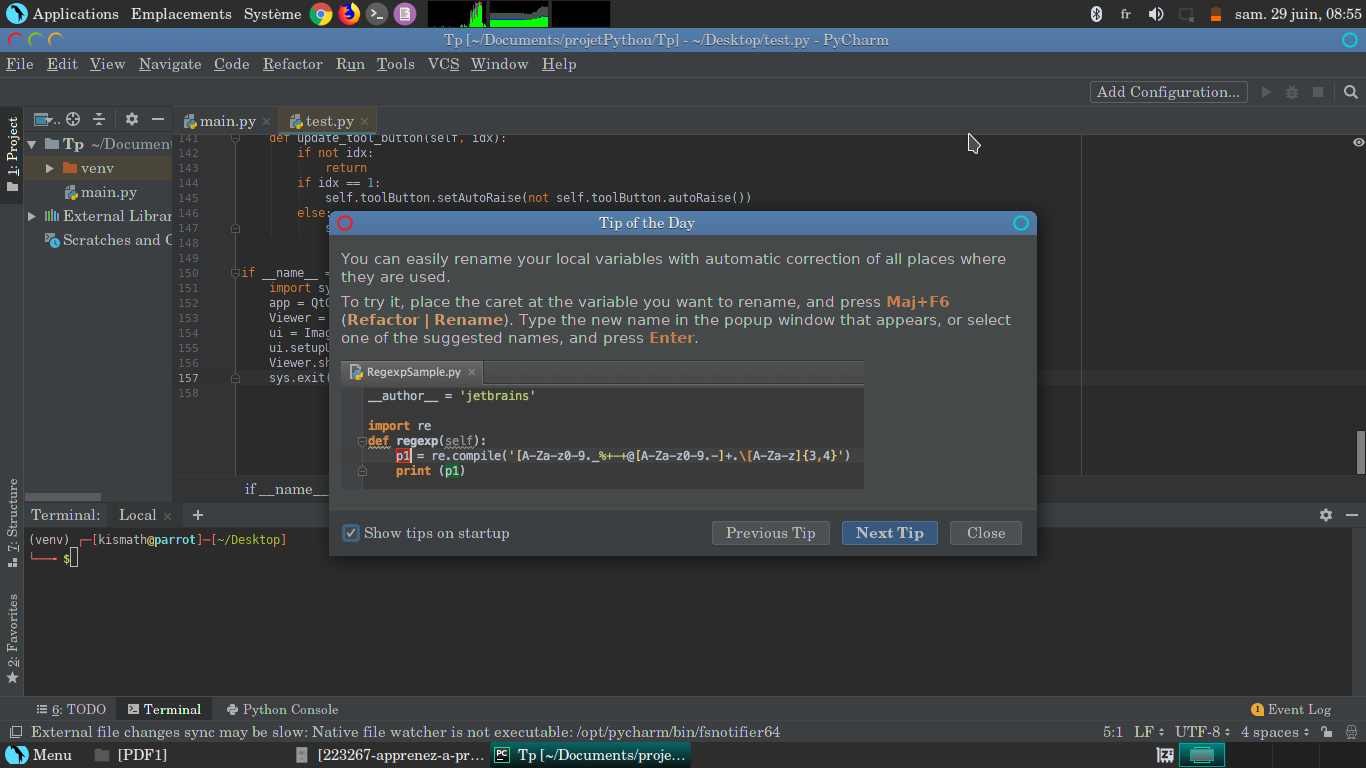 Applications Emplacements Système fr sam. 29 juin, 08:55
Tp [~/Documents/projetPython/Tp] - ~/Desktop/test.py - PyCharm
File Edit View Navigate Code Refactor Run Tools VCS Window Help
Add Configuration...
1: Project
main.py test.py
Tp ~/Document
venv
main.py
External Librar
Scratches and C
141 def update_tool_button(self, idx):
142 if not idx:
143 return
144 if idx == 1:
145 self.toolButton.setAutoRaise(not self.toolButton.autoRaise())
146 else:
147 s
148
149
150 if __name__ =
151 import sy
152 app = QtG
153 Viewer =
154 ui = Imag
155 ui.setupU
156 Viewer.sh
157 sys.exit(
158
if __name__
Tip of the Day
You can easily rename your local variables with automatic correction of all places where
they are used.
To try it, place the caret at the variable you want to rename, and press Maj+F6
(Refactor | Rename). Type the new name in the popup window that appears, or select
one of the suggested names, and press Enter.
RegexpSample.py
__author__ = 'jetbrains'
import re
def regexp(self):
p1 = re.compile('[A-Za-z0-9._%+-+@[A-Za-z0-9.-]+.\[A-Za-z]{3,4}')
print (p1)
Show tips on startup Previous Tip Next Tip Close
7: Structure
2: Favorites
Terminal: Local +
(venv) ┌─[kismath@parrot]─[~/Desktop]
└──╼ $
6: TODO Terminal Python Console 1 Event Log
External file changes sync may be slow: Native file watcher is not executable: /opt/pycharm/bin/fsnotifier64 5:1 LF UTF-8 4 spaces
Menu [PDF1] [223267-apprenez-a-pr... PC Tp [~/Documents/proje...